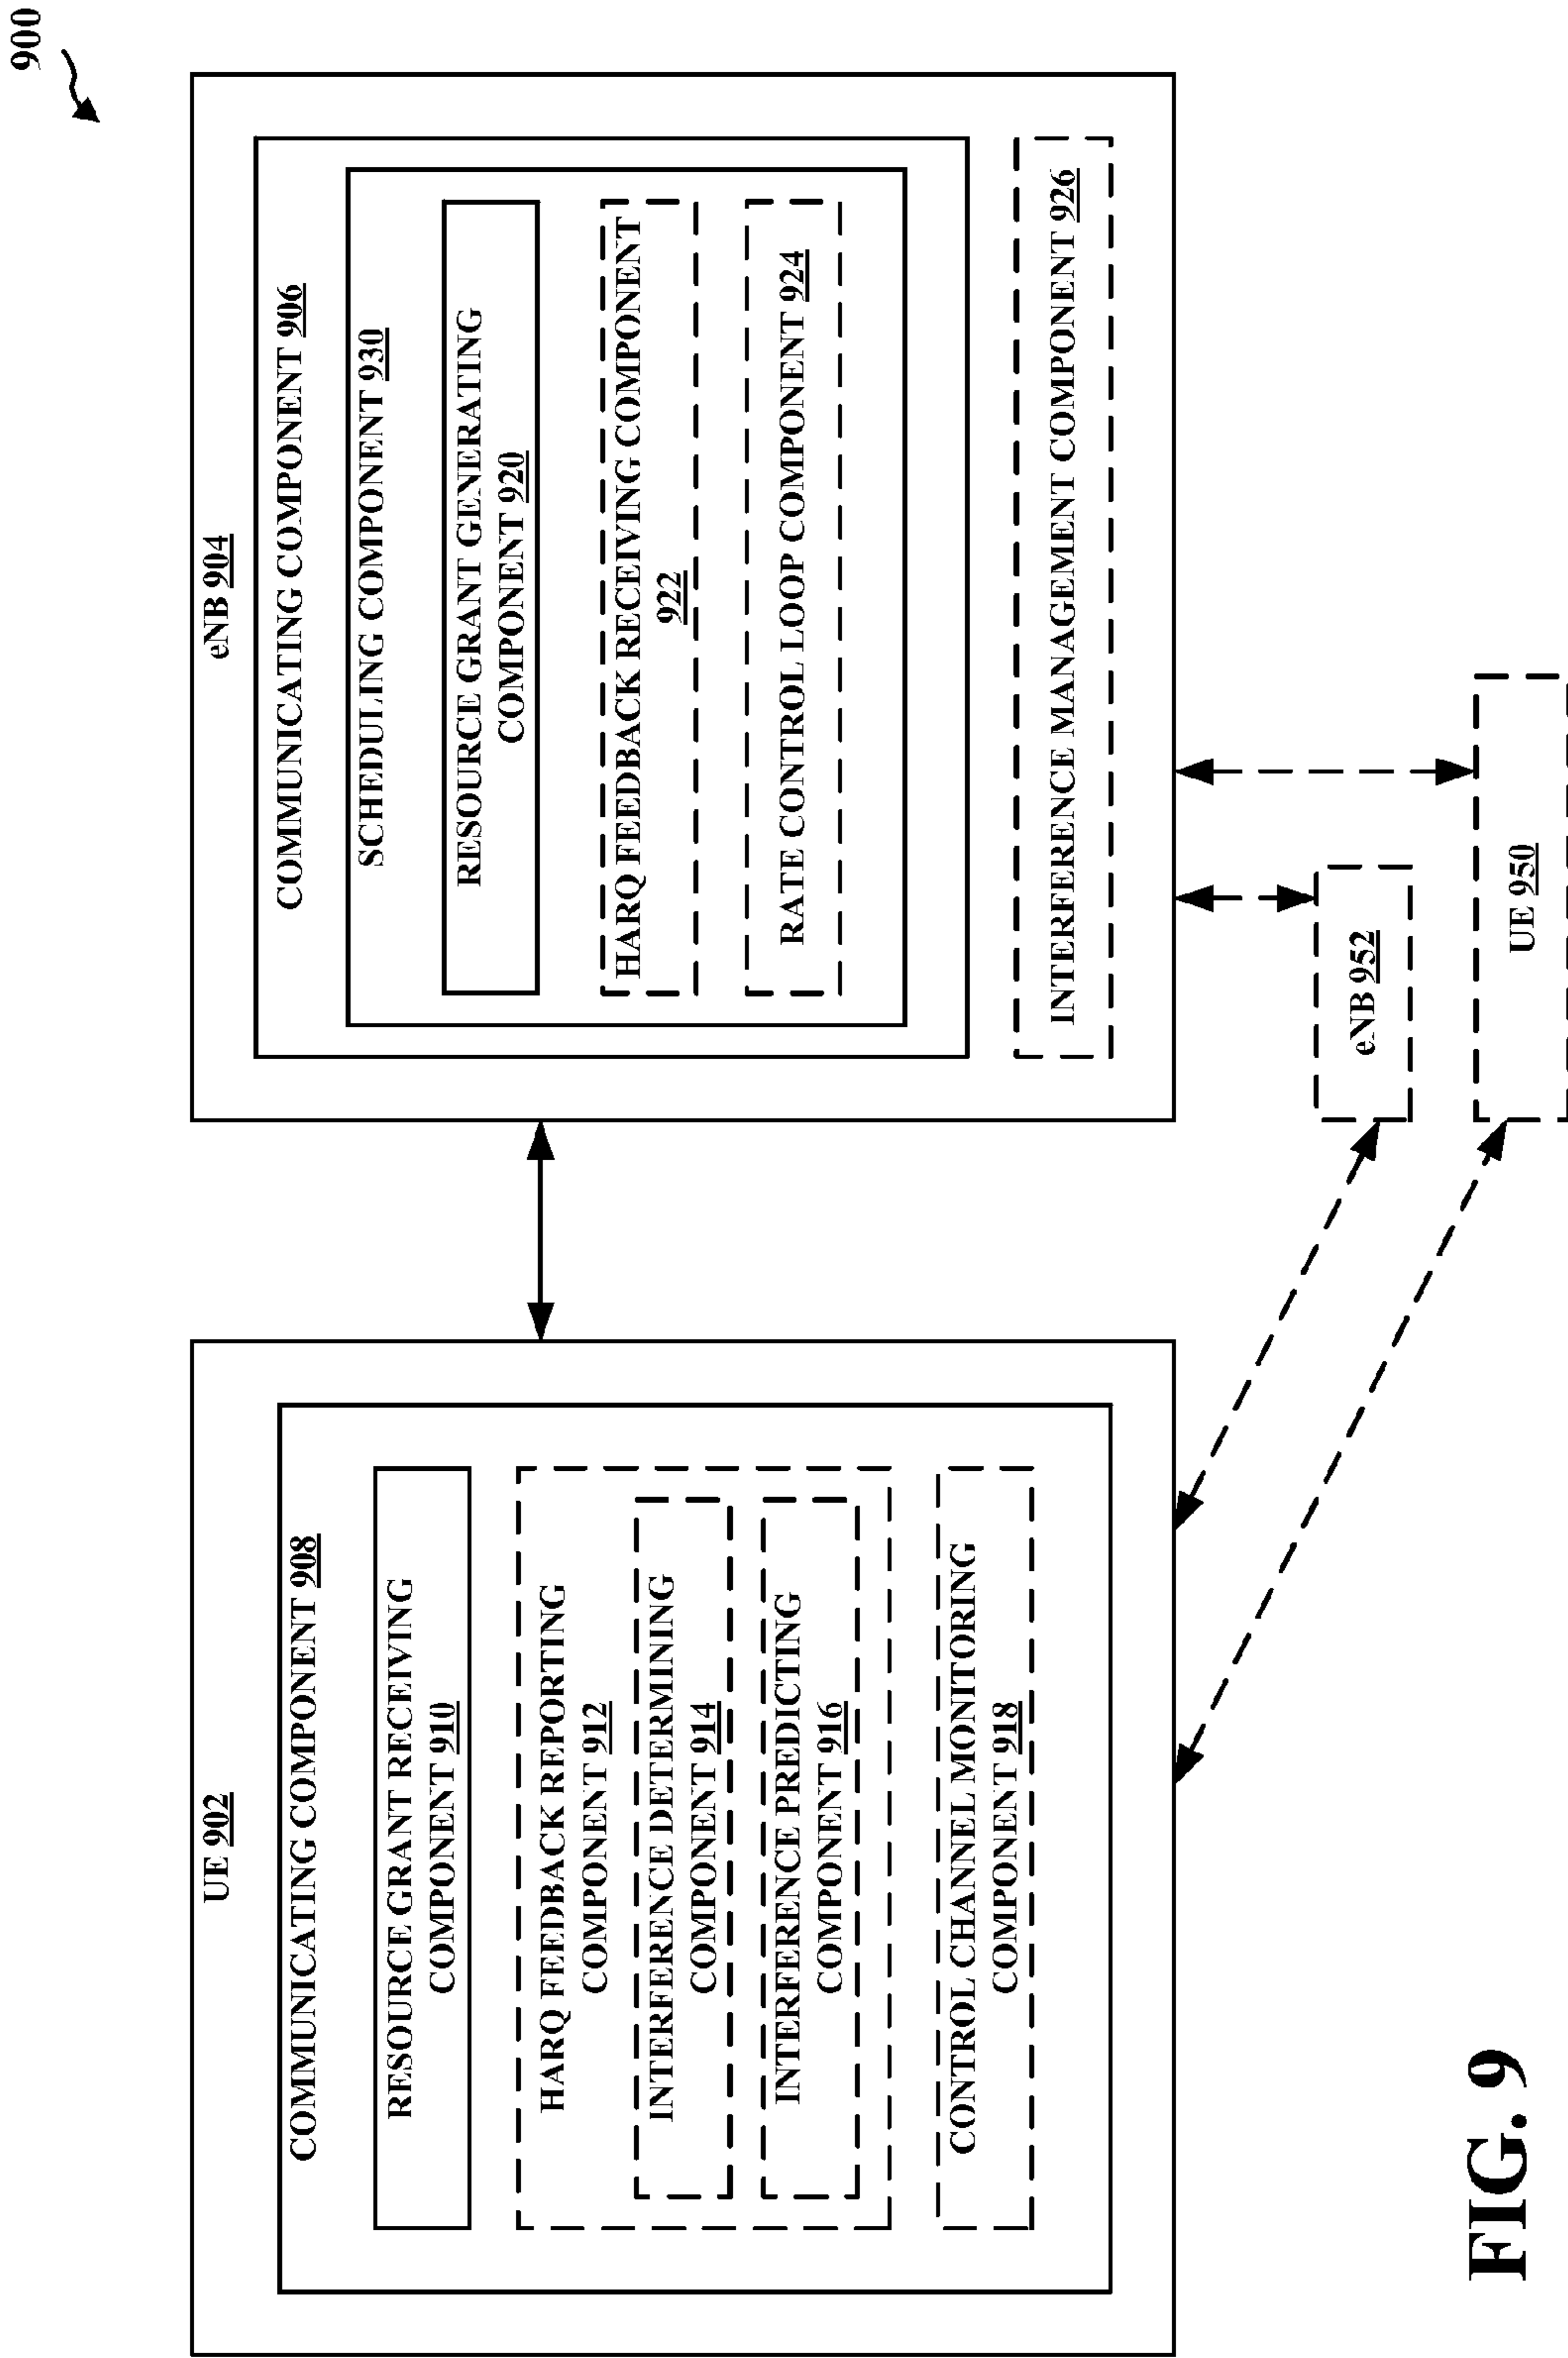 900
UE 902
COMMUNICATING COMPONENT 908
RESOURCE GRANT RECEIVING
COMPONENT 910
HARQ FEEDBACK REPORTING
COMPONENT 912
INTERFERENCE DETERMINING
COMPONENT 914
INTERFERENCE PREDICTING
COMPONENT 916
CONTROL CHANNEL MONITORING
COMPONENT 918
eNB 904
COMMUNICATING COMPONENT 906
SCHEDULING COMPONENT 930
RESOURCE GRANT GENERATING
COMPONENT 920
HARQ FEEDBACK RECEIVING COMPONENT
922
RATE CONTROL LOOP COMPONENT 924
INTERFERENCE MANAGEMENT COMPONENT 926
eNB 952
UE 950
FIG. 9